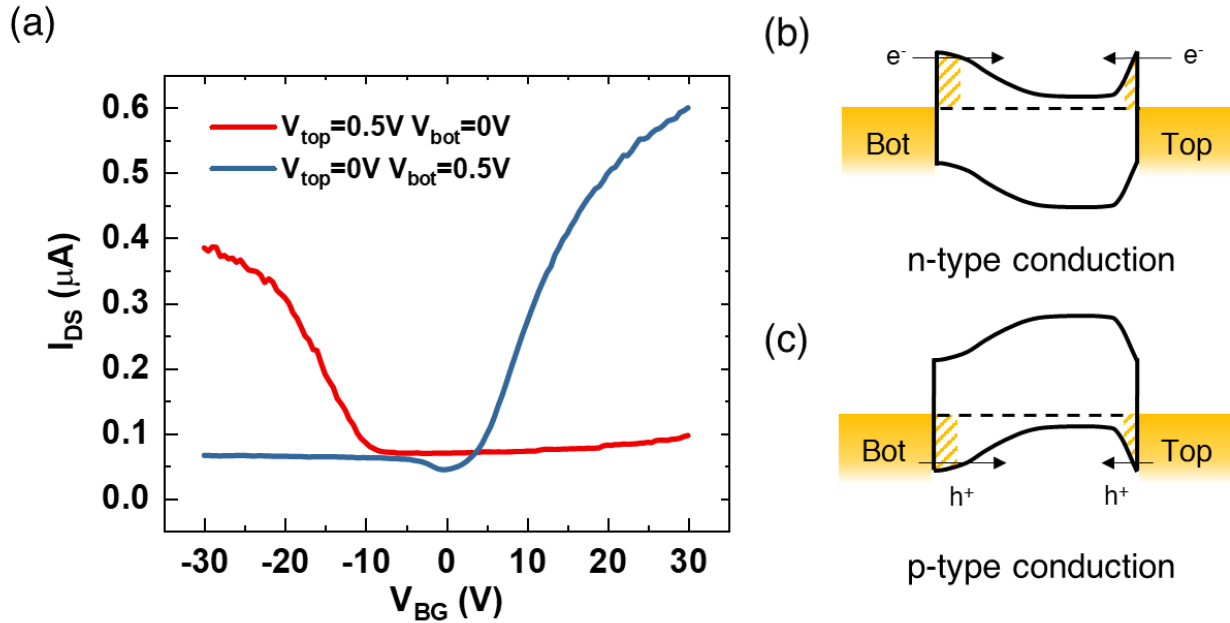 (a)
0.6
0.5
0.4
0.3
0.2
0.1
0.0
I_DS (μA)
V_top=0.5V V_bot=0V
V_top=0V V_bot=0.5V
-30 -20 -10 0 10 20 30
V_BG (V)
(b)
e⁻ e⁻
Bot Top
n-type conduction
(c)
Bot Top
h⁺ h⁺
p-type conduction